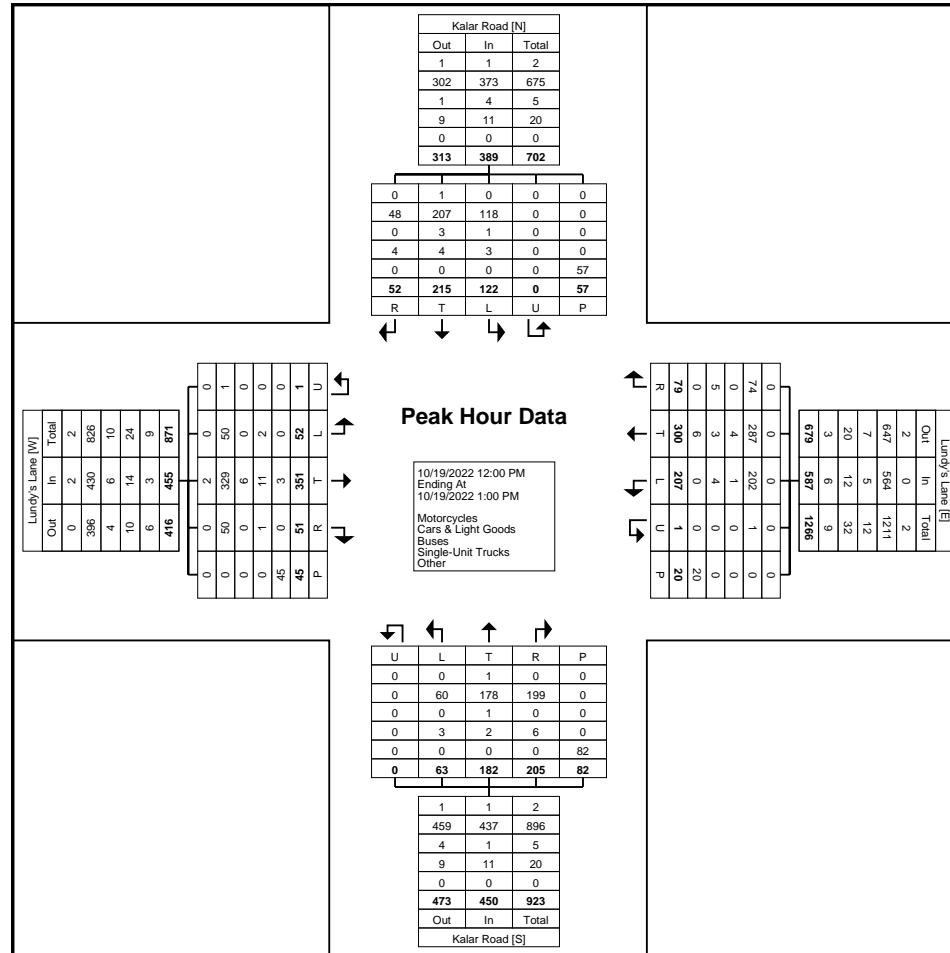 Kalar Road [N]
Out In Total
1 1 2
302 373 675
1 4 5
9 11 20
0 0 0
313 389 702
0 1 0 0 0
48 207 118 0 0
0 3 1 0 0
4 4 3 0 0
0 0 0 0 57
52 215 122 0 57
R T L U P
Lundy's Lane [W]
Out In Total
0 2 2
396 430 826
4 6 10
10 14 24
6 3 9
416 455 871
0 0 2 0 0
0 50 329 50 1
0 0 6 0 0
0 1 11 2 0
45 0 3 0 0
45 51 351 52 1
P R T L U
Peak Hour Data
10/19/2022 12:00 PM
Ending At
10/19/2022 1:00 PM
Motorcycles
Cars & Light Goods
Buses
Single-Unit Trucks
Other
Lundy's Lane [E]
Out In Total
2 0 2
647 564 1211
7 5 12
20 12 32
3 6 9
679 587 1266
0 0 0 0 0
74 287 202 1 0
0 4 1 0 0
5 3 4 0 0
0 6 0 0 20
79 300 207 1 20
R T L U P
U L T R P
0 0 1 0 0
0 60 178 199 0
0 0 1 0 0
0 3 2 6 0
0 0 0 0 82
0 63 182 205 82
1 1 2
459 437 896
4 1 5
9 11 20
0 0 0
473 450 923
Out In Total
Kalar Road [S]